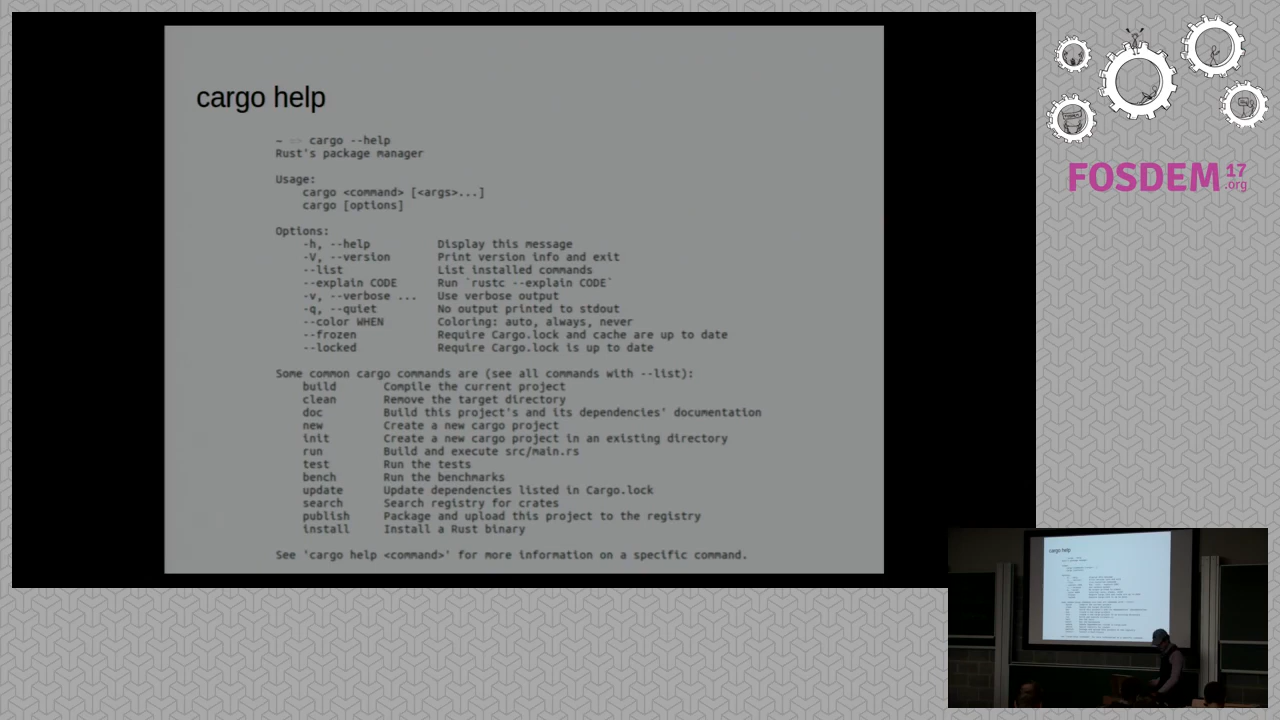 cargo help
~ => cargo --help
Rust's package manager
Usage:
cargo <command> [<args>...]
cargo [options]
Options:
-h, --help Display this message
-V, --version Print version info and exit
--list List installed commands
--explain CODE Run `rustc --explain CODE`
-v, --verbose ... Use verbose output
-q, --quiet No output printed to stdout
--color WHEN Coloring: auto, always, never
--frozen Require Cargo.lock and cache are up to date
--locked Require Cargo.lock is up to date
Some common cargo commands are (see all commands with --list):
build Compile the current project
clean Remove the target directory
doc Build this project's and its dependencies' documentation
new Create a new cargo project
init Create a new cargo project in an existing directory
run Build and execute src/main.rs
test Run the tests
bench Run the benchmarks
update Update dependencies listed in Cargo.lock
search Search registry for crates
publish Package and upload this project to the registry
install Install a Rust binary
See 'cargo help <command>' for more information on a specific command.
FOSDEM 17
.org
cargo help